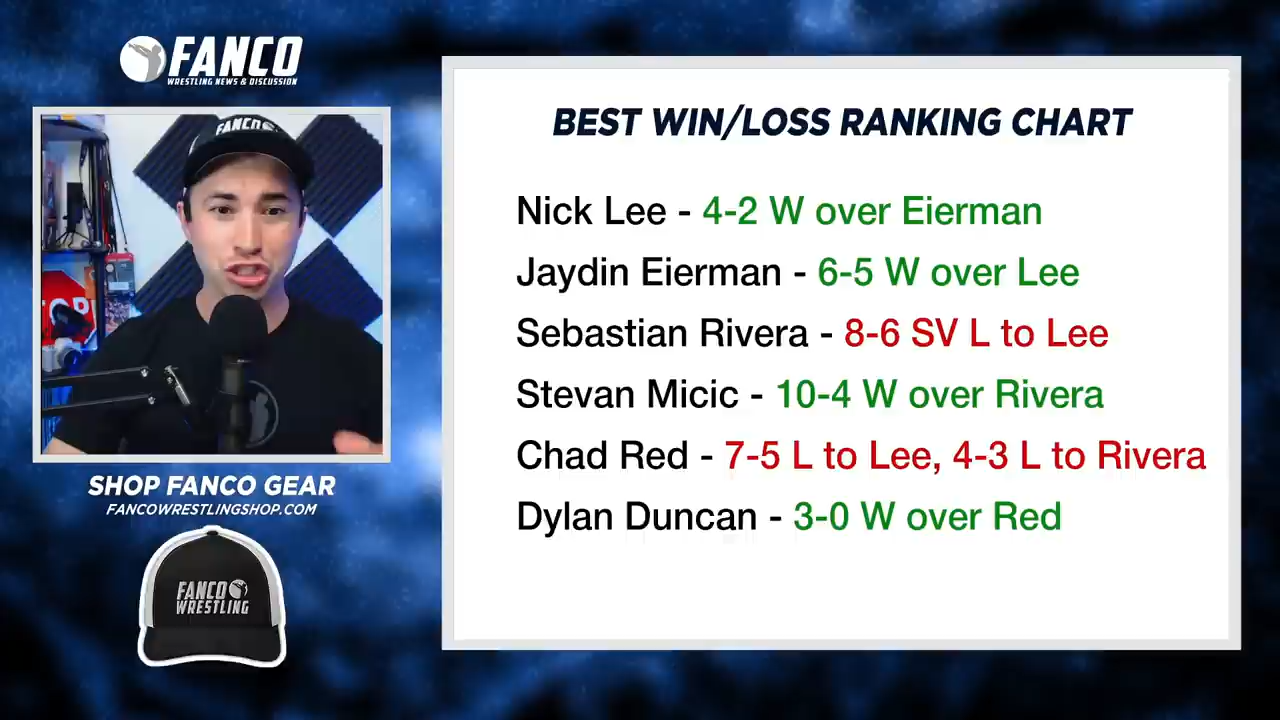 FANCO
WRESTLING NEWS & DISCUSSION
FANCO
SHOP FANCO GEAR
FANCOWRESTLINGSHOP.COM
FANCO
WRESTLING
BEST WIN/LOSS RANKING CHART
Nick Lee - 4-2 W over Eierman
Jaydin Eierman - 6-5 W over Lee
Sebastian Rivera - 8-6 SV L to Lee
Stevan Micic - 10-4 W over Rivera
Chad Red - 7-5 L to Lee, 4-3 L to Rivera
Dylan Duncan - 3-0 W over Red